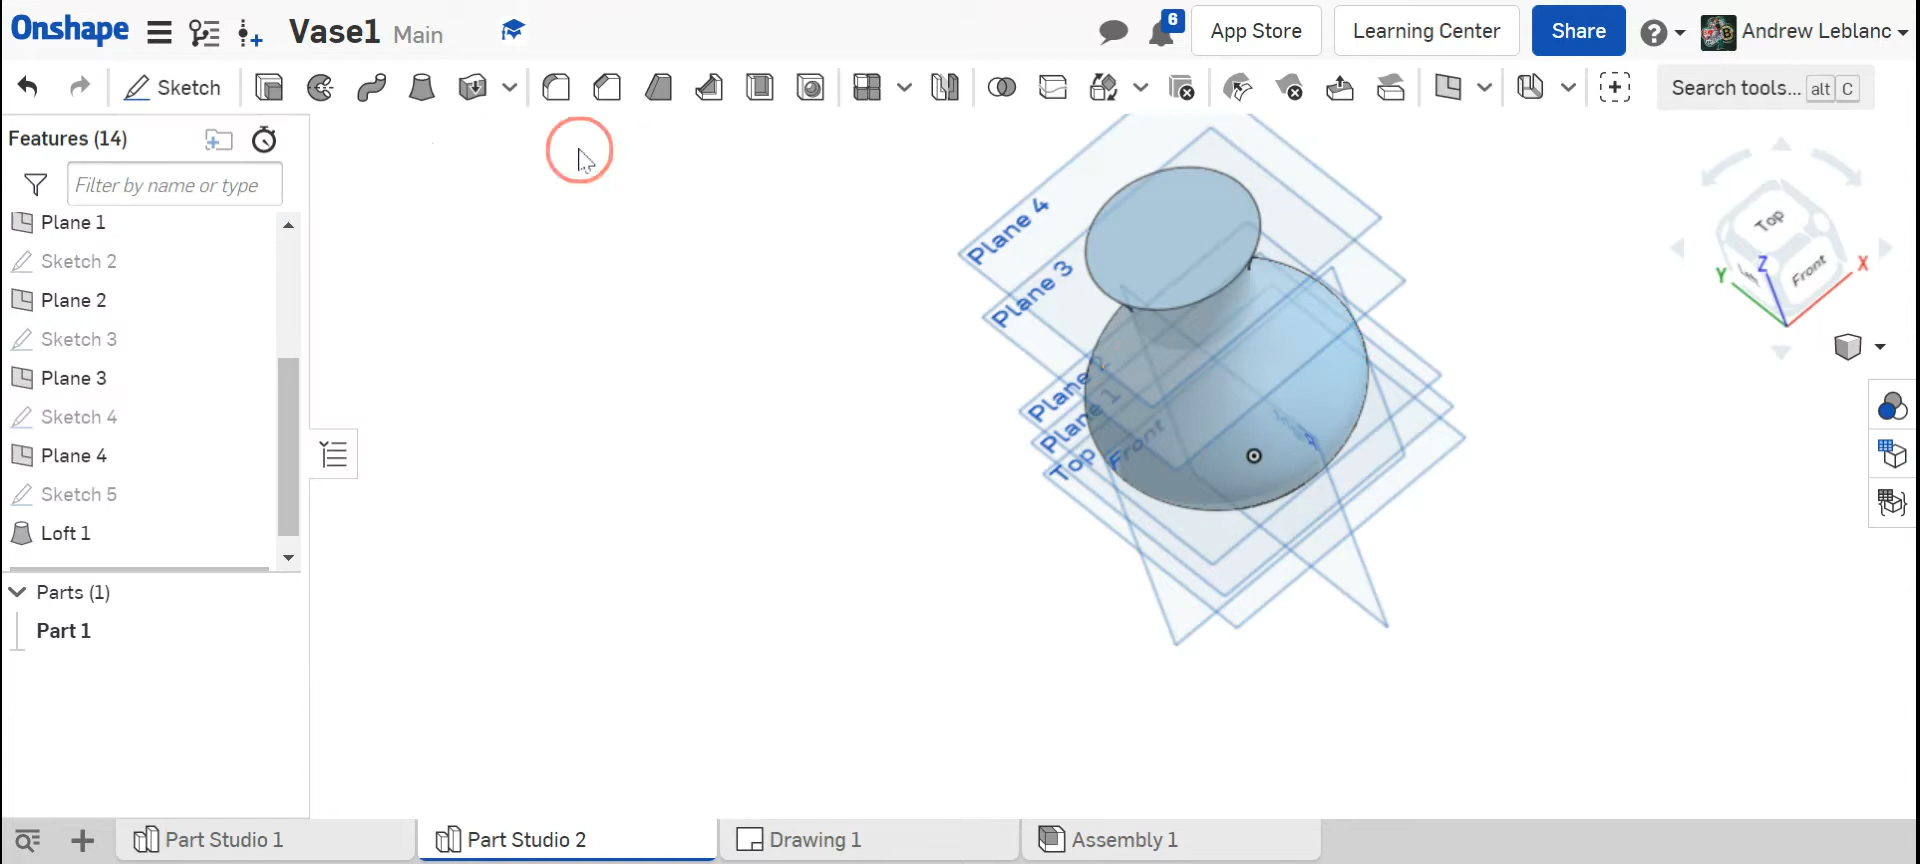 Onshape
Vase1 Main
6
App Store
Learning Center
Share
Andrew Leblanc
Sketch
Search tools... alt C
Features (14)
Filter by name or type
Plane 1
Sketch 2
Plane 2
Sketch 3
Plane 3
Sketch 4
Plane 4
Sketch 5
Loft 1
Parts (1)
Part 1
Plane 4
Plane 3
Plane 2
Plane 1
Top
Front
Top
Front
X
Y
Z
Part Studio 1
Part Studio 2
Drawing 1
Assembly 1